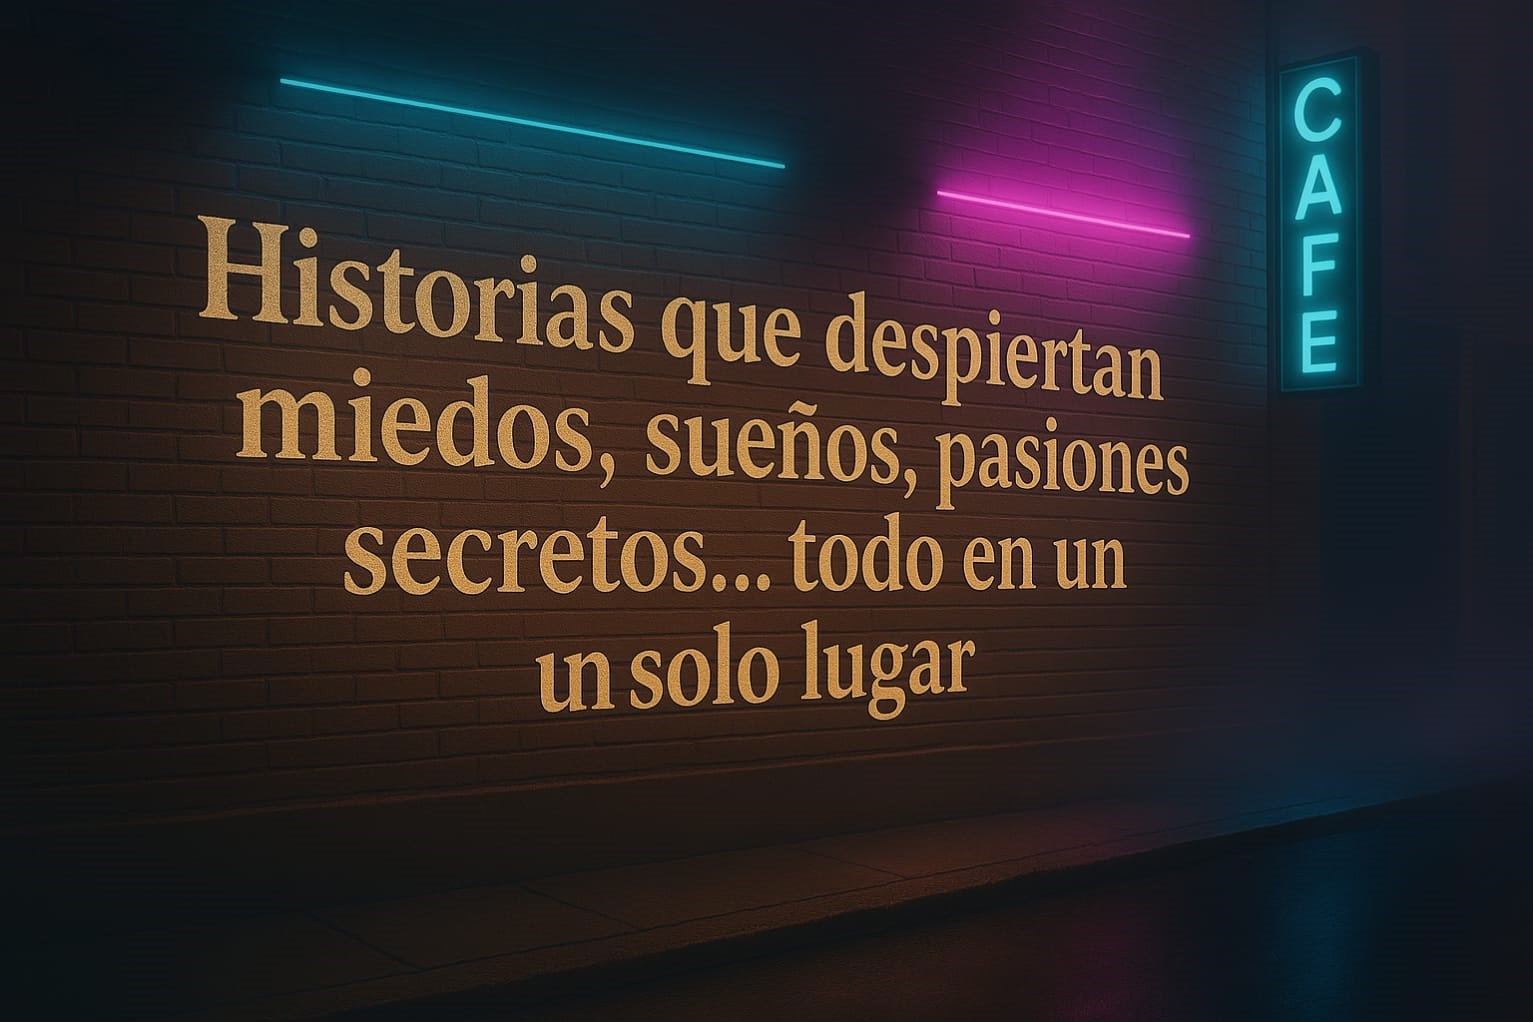 Historias que despiertan
miedos, sueños, pasiones
secretos... todo en un
un solo lugar
CAFE